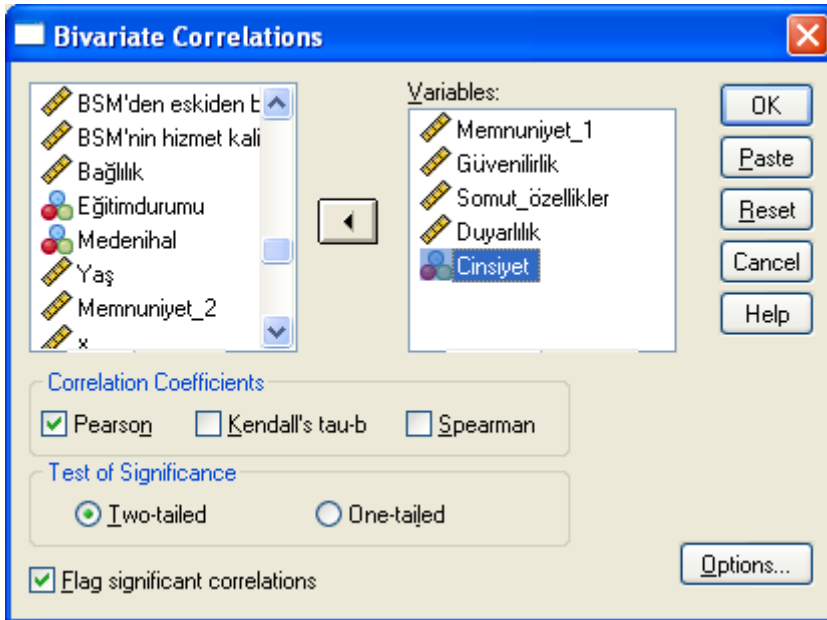 Bivariate Correlations
BSM'den eskiden b
BSM'nin hizmet kali
Bağlılık
Eğitimdurumu
Medenihal
Yaş
Memnuniyet_2
x
Variables:
Memnuniyet_1
Güvenilirlik
Somut_özellikler
Duyarlılık
Cinsiyet
OK
Paste
Reset
Cancel
Help
Correlation Coefficients
Pearson Kendall's tau-b Spearman
Test of Significance
Two-tailed One-tailed
Flag significant correlations
Options...